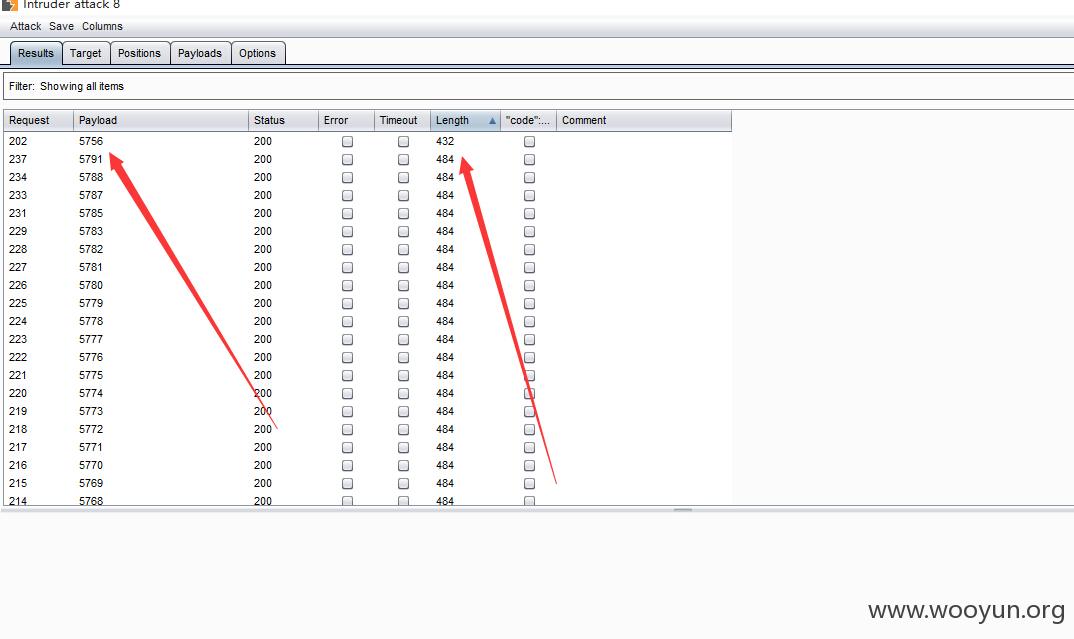 Intruder attack 8
Attack Save Columns
Results Target Positions Payloads Options
Filter: Showing all items
Request Payload Status Error Timeout Length "code":... Comment
202 5756 200 432
237 5791 200 484
234 5788 200 484
233 5787 200 484
231 5785 200 484
229 5783 200 484
228 5782 200 484
227 5781 200 484
226 5780 200 484
225 5779 200 484
224 5778 200 484
223 5777 200 484
222 5776 200 484
221 5775 200 484
220 5774 200 484
219 5773 200 484
218 5772 200 484
217 5771 200 484
216 5770 200 484
215 5769 200 484
214 5768 200 484
www.wooyun.org